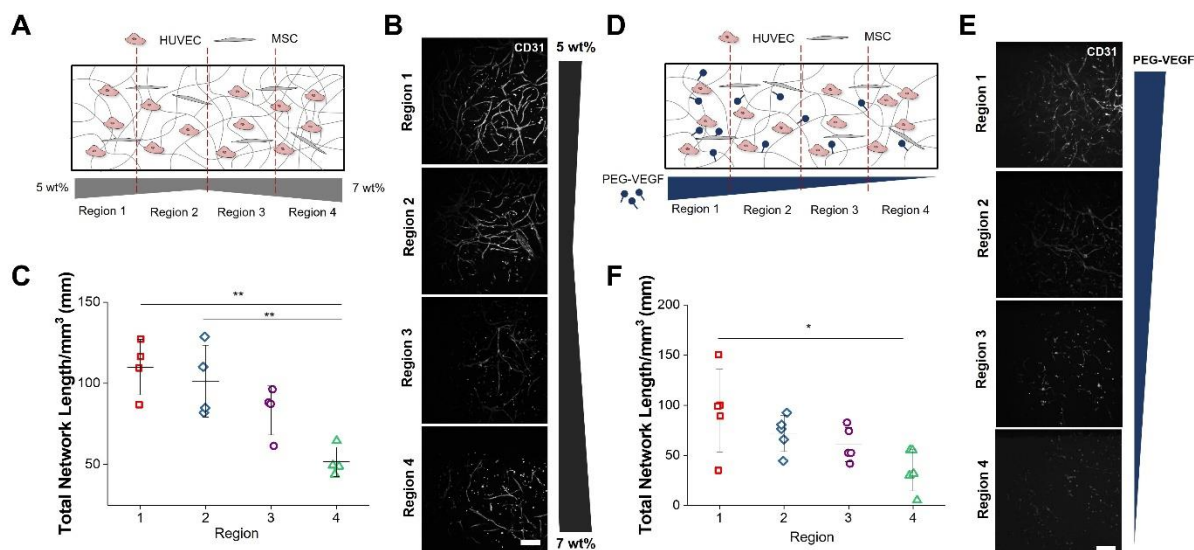 A
HUVEC
MSC
5 wt%
7 wt%
Region 1
Region 2
Region 3
Region 4
B
CD31
5 wt%
Region 1
Region 2
Region 3
Region 4
7 wt%
C
Total Network Length/mm³ (mm)
150
100
50
**
**
1
2
3
4
Region
D
HUVEC
MSC
PEG-VEGF
Region 1
Region 2
Region 3
Region 4
E
CD31
PEG-VEGF
Region 1
Region 2
Region 3
Region 4
F
Total Network Length/mm³ (mm)
200
150
100
50
0
*
1
2
3
4
Region